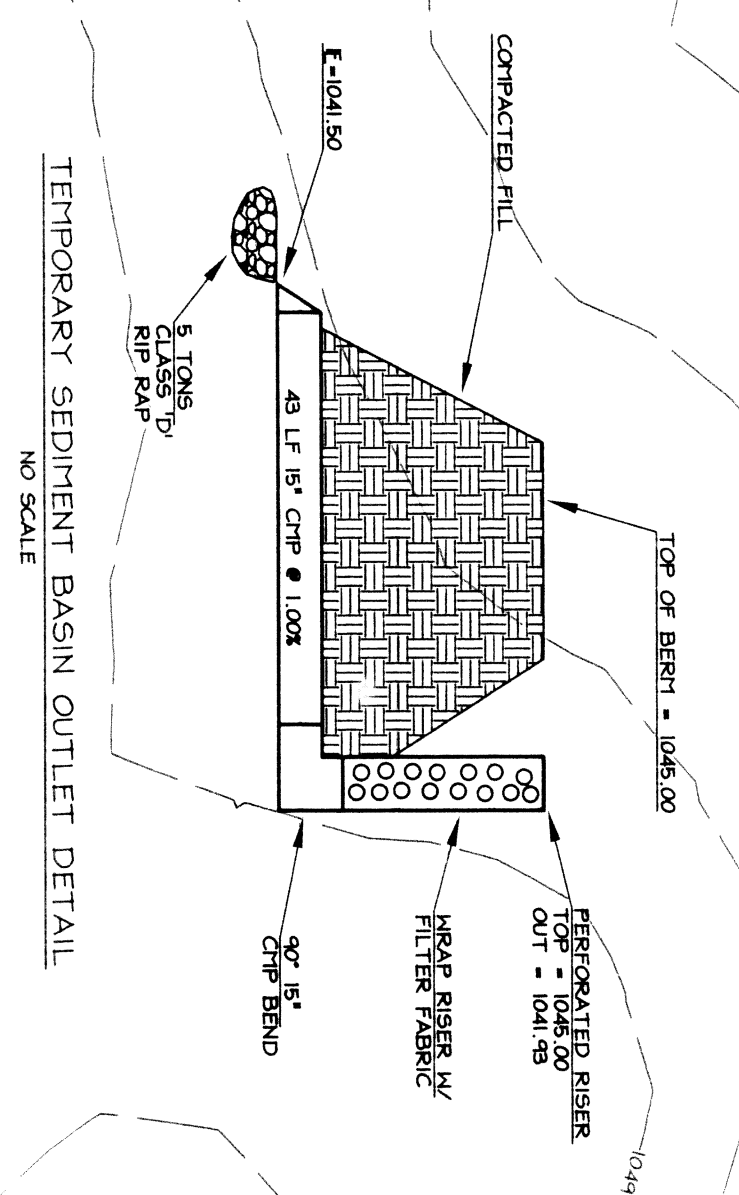 COMPACTED FILL
TOP OF BERM = 1045.00
PERFORATED RISER
TOP = 1045.00
OUT = 1041.93
E=1041.50
WRAP RISER W/
FILTER FABRIC
43 LF 15" CMP @ 1.00%
5 TONS
CLASS 'D'
RIP RAP
90° 15"
CMP BEND
1049
TEMPORARY SEDIMENT BASIN OUTLET DETAIL
NO SCALE